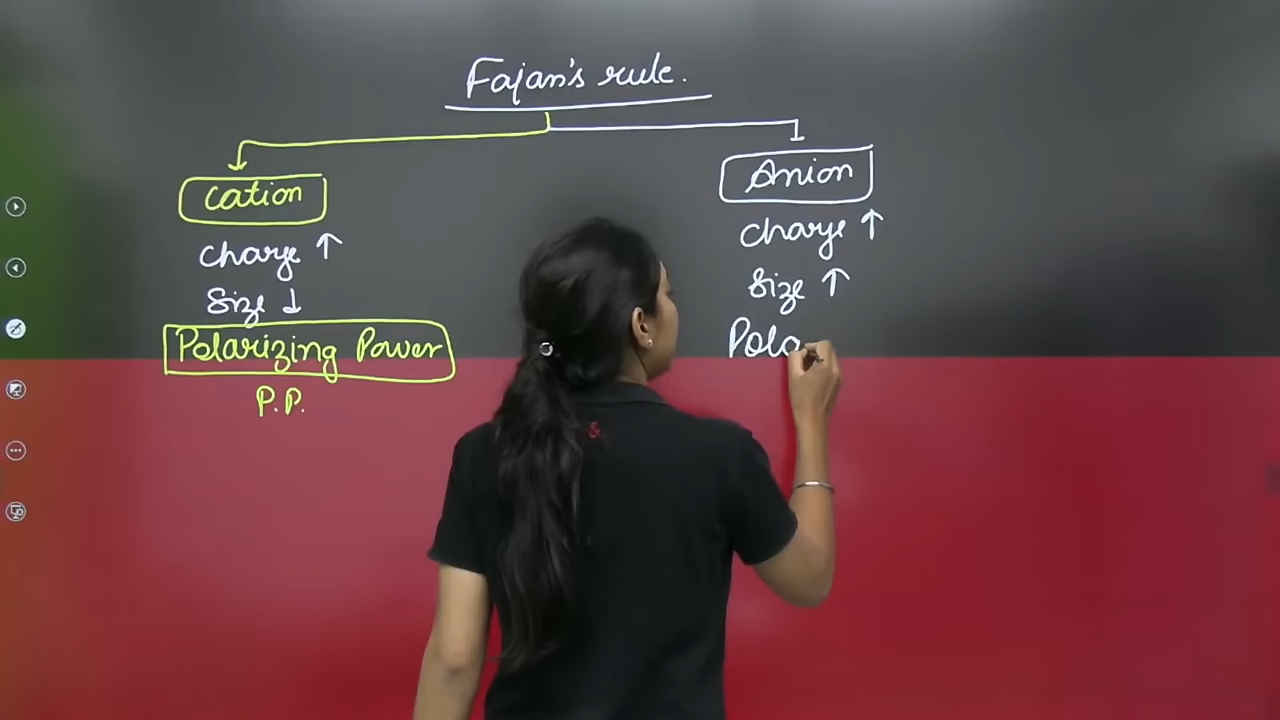 Fajan's rule.
Cation
Charge ↑
Size ↓
Polarizing Power
P.P.
Anion
Charge ↑
Size ↑
Pola